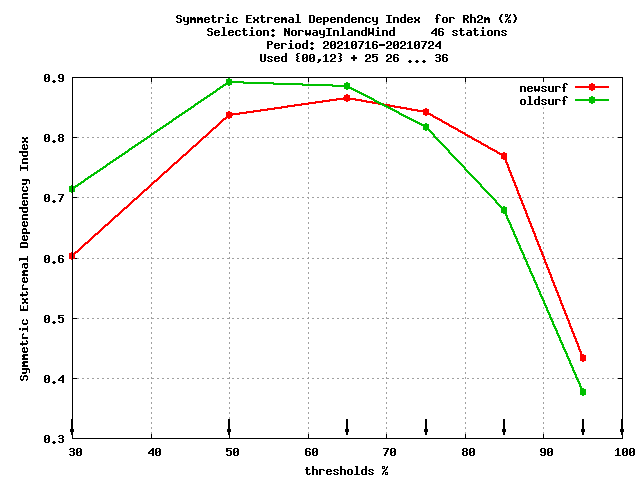 Symmetric Extremal Dependency Index  for Rh2m (%)
Selection: NorwayInlandWind     46 stations
Period: 20210716-20210724
Used {00,12} + 25 26 ... 36
newsurf
oldsurf
Symmetric Extremal Dependency Index
0.9
0.8
0.7
0.6
0.5
0.4
0.3
30 40 50 60 70 80 90 100
thresholds %